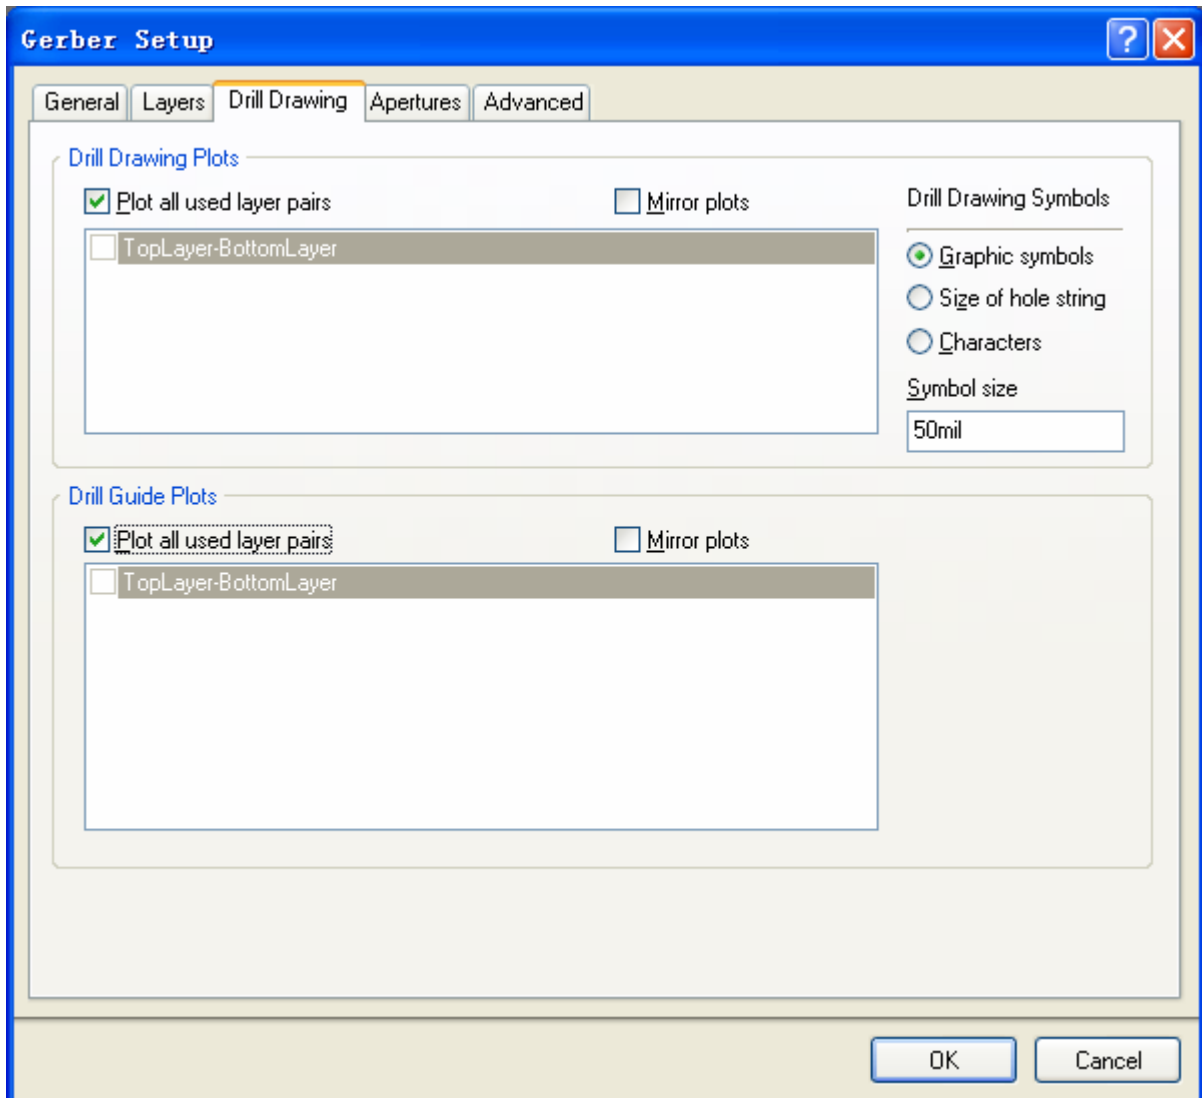 Gerber Setup
General Layers Drill Drawing Apertures Advanced
Drill Drawing Plots
Plot all used layer pairs
Mirror plots
TopLayer-BottomLayer
Drill Drawing Symbols
Graphic symbols
Size of hole string
Characters
Symbol size
50mil
Drill Guide Plots
Plot all used layer pairs
Mirror plots
TopLayer-BottomLayer
OK Cancel